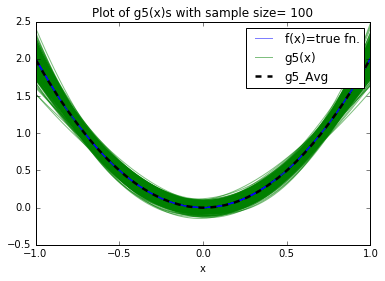 Plot of g5(x)s with sample size= 100
2.5
2.0
1.5
1.0
0.5
0.0
−0.5
f(x)=true fn.
g5(x)
g5_Avg
−1.0 −0.5 0.0 0.5 1.0
x